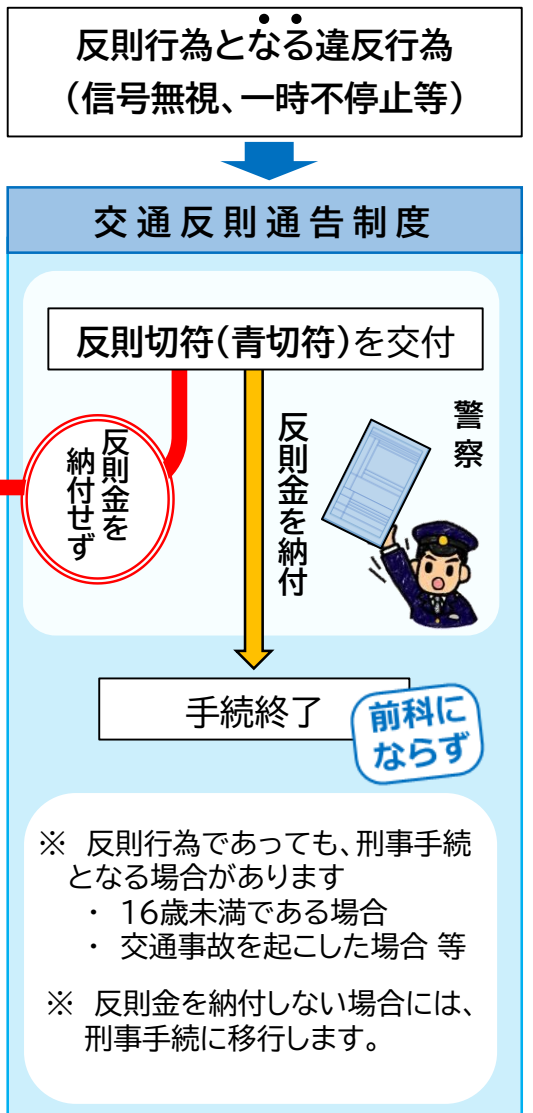 反則行為となる違反行為
(信号無視、一時不停止等)
交通反則通告制度
反則切符(青切符)を交付
反則金を
納付せず
反則金を納付
警察
手続終了
前科に
ならず
※ 反則行為であっても、刑事手続
となる場合があります
・ 16歳未満である場合
・ 交通事故を起こした場合 等
※ 反則金を納付しない場合には、
刑事手続に移行します。